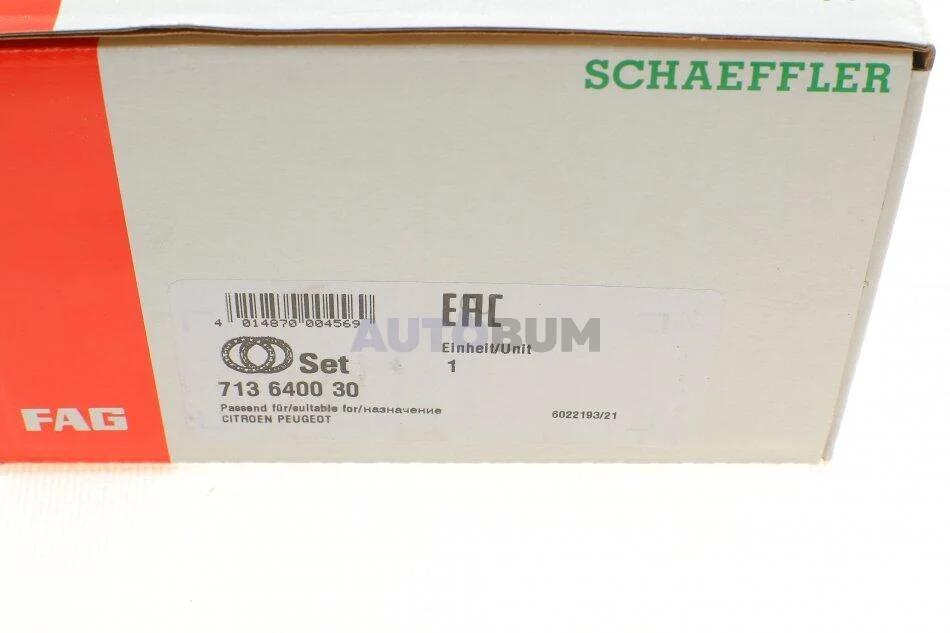 SCHAEFFLER
4 014870 004569
EAC
AUTOBUM
Einheit/Unit
Set
1
713 6400 30
Passend für/suitable for/назначение
6022193/21
CITROEN PEUGEOT
FAG